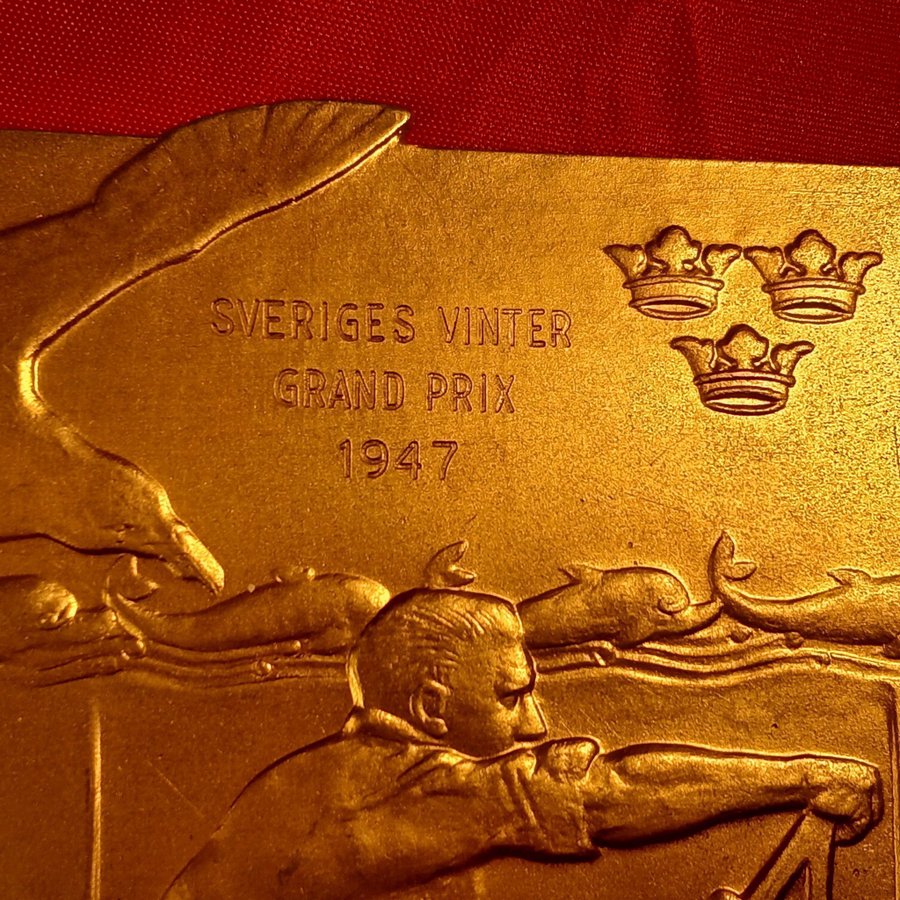 SVERIGES VINTER
GRAND PRIX
1947